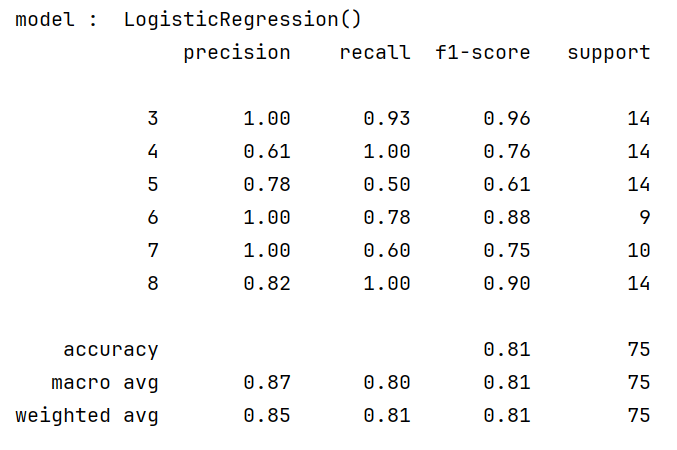 model :  LogisticRegression()
              precision    recall  f1-score   support

           3       1.00      0.93      0.96        14
           4       0.61      1.00      0.76        14
           5       0.78      0.50      0.61        14
           6       1.00      0.78      0.88         9
           7       1.00      0.60      0.75        10
           8       0.82      1.00      0.90        14

    accuracy                           0.81        75
   macro avg       0.87      0.80      0.81        75
weighted avg       0.85      0.81      0.81        75